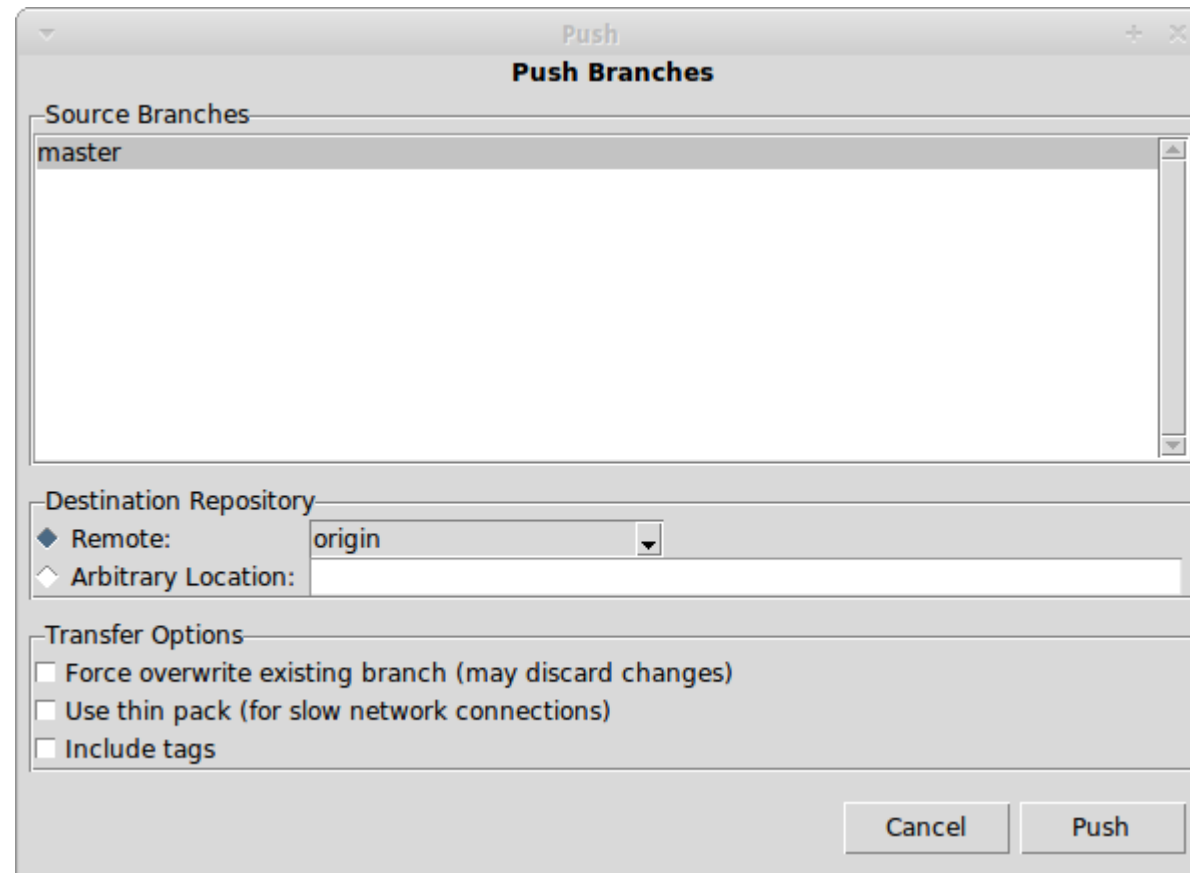 Push
Push Branches
Source Branches
master
Destination Repository
Remote: origin
Arbitrary Location:
Transfer Options
Force overwrite existing branch (may discard changes)
Use thin pack (for slow network connections)
Include tags
Cancel Push